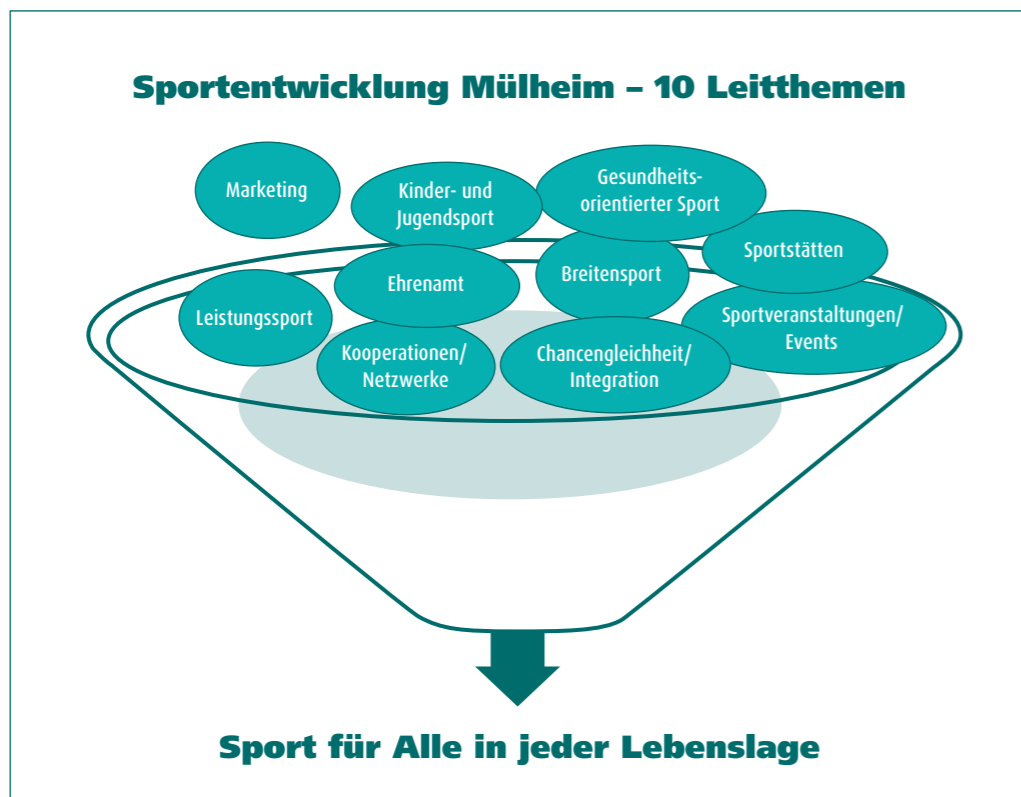 Sportentwicklung Mülheim – 10 Leitthemen
Marketing
Kinder- und
Jugendsport
Gesundheits-
orientierter Sport
Sportstätten
Ehrenamt
Breitensport
Leistungssport
Sportveranstaltungen/
Events
Kooperationen/
Netzwerke
Chancengleichheit/
Integration
Sport für Alle in jeder Lebenslage